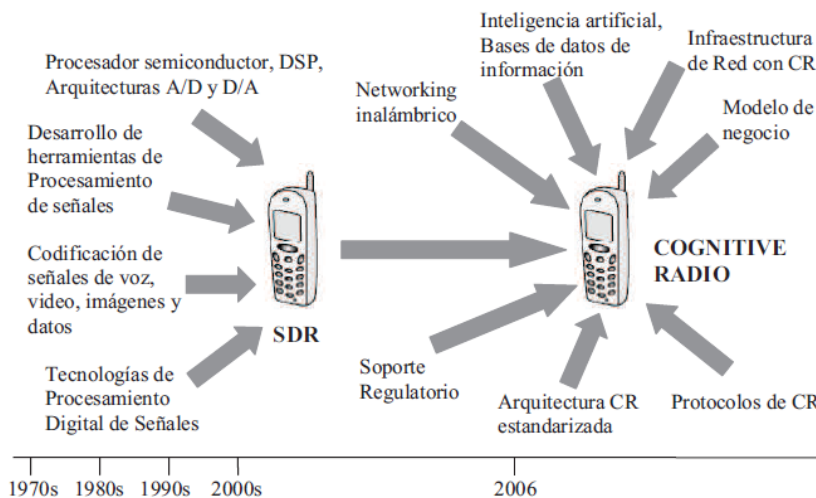 Procesador semiconductor, DSP,
Arquitecturas A/D y D/A
Desarrollo de
herramientas de
Procesamiento
de señales
Codificación de
señales de voz,
video, imágenes y
datos
Tecnologías de
Procesamiento
Digital de Señales
SDR
Networking
inalámbrico
Inteligencia artificial,
Bases de datos de
información
Infraestructura
de Red con CR
Modelo de
negocio
COGNITIVE
RADIO
Soporte
Regulatorio
Arquitectura CR
estandarizada
Protocolos de CR
1970s 1980s 1990s 2000s 2006